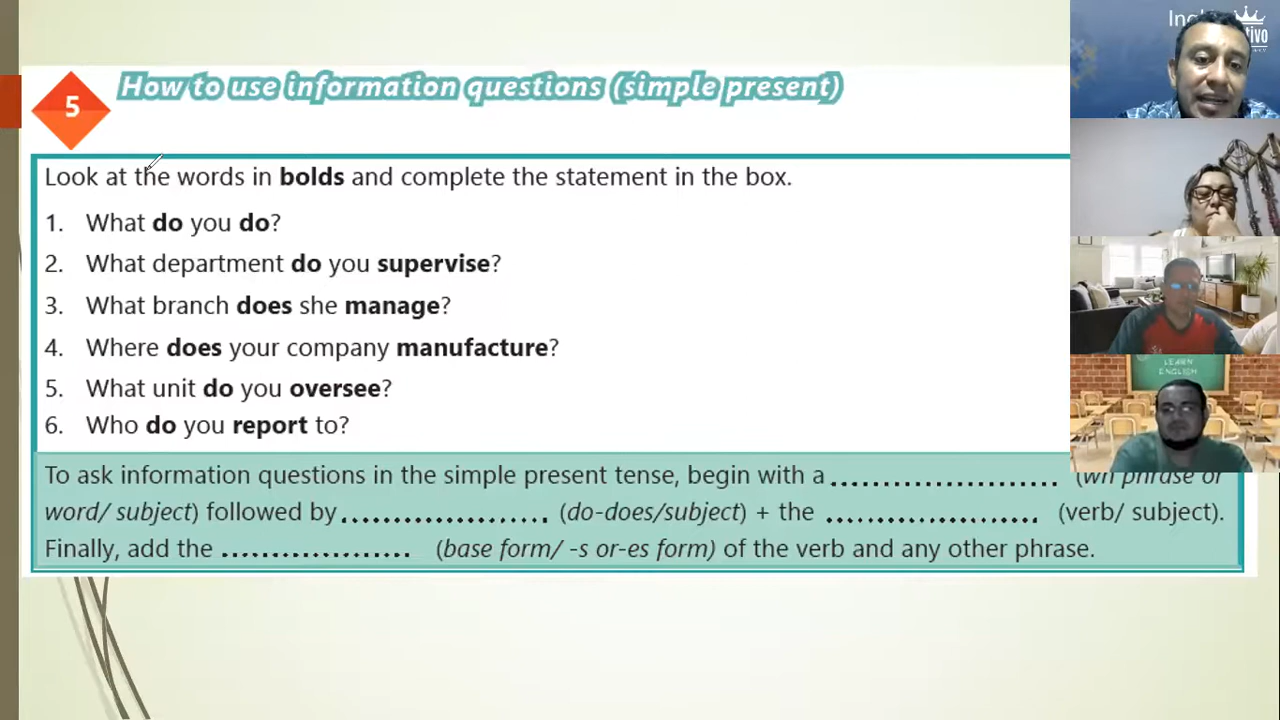 5
How to use information questions (simple present)
Look at the words in bolds and complete the statement in the box.
1. What do you do?
2. What department do you supervise?
3. What branch does she manage?
4. Where does your company manufacture?
5. What unit do you oversee?
6. Who do you report to?
To ask information questions in the simple present tense, begin with a ...................... (wh phrase or
word/ subject) followed by .................... (do-does/subject) + the .................... (verb/ subject).
Finally, add the .................. (base form/ -s or-es form) of the verb and any other phrase.
LEARN
ENGLISH